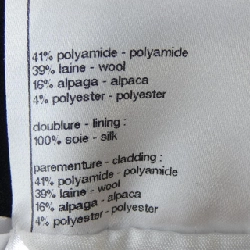 41% polyamide - polyamide
39% laine - wool
16% alpaga - alpaca
4% polyester - polyester
doublure - lining :
100% soie - silk
parementure - cladding :
41% polyamide - polyamide
39% laine - wool
16% alpaga - alpaca
4% polyester - polyester